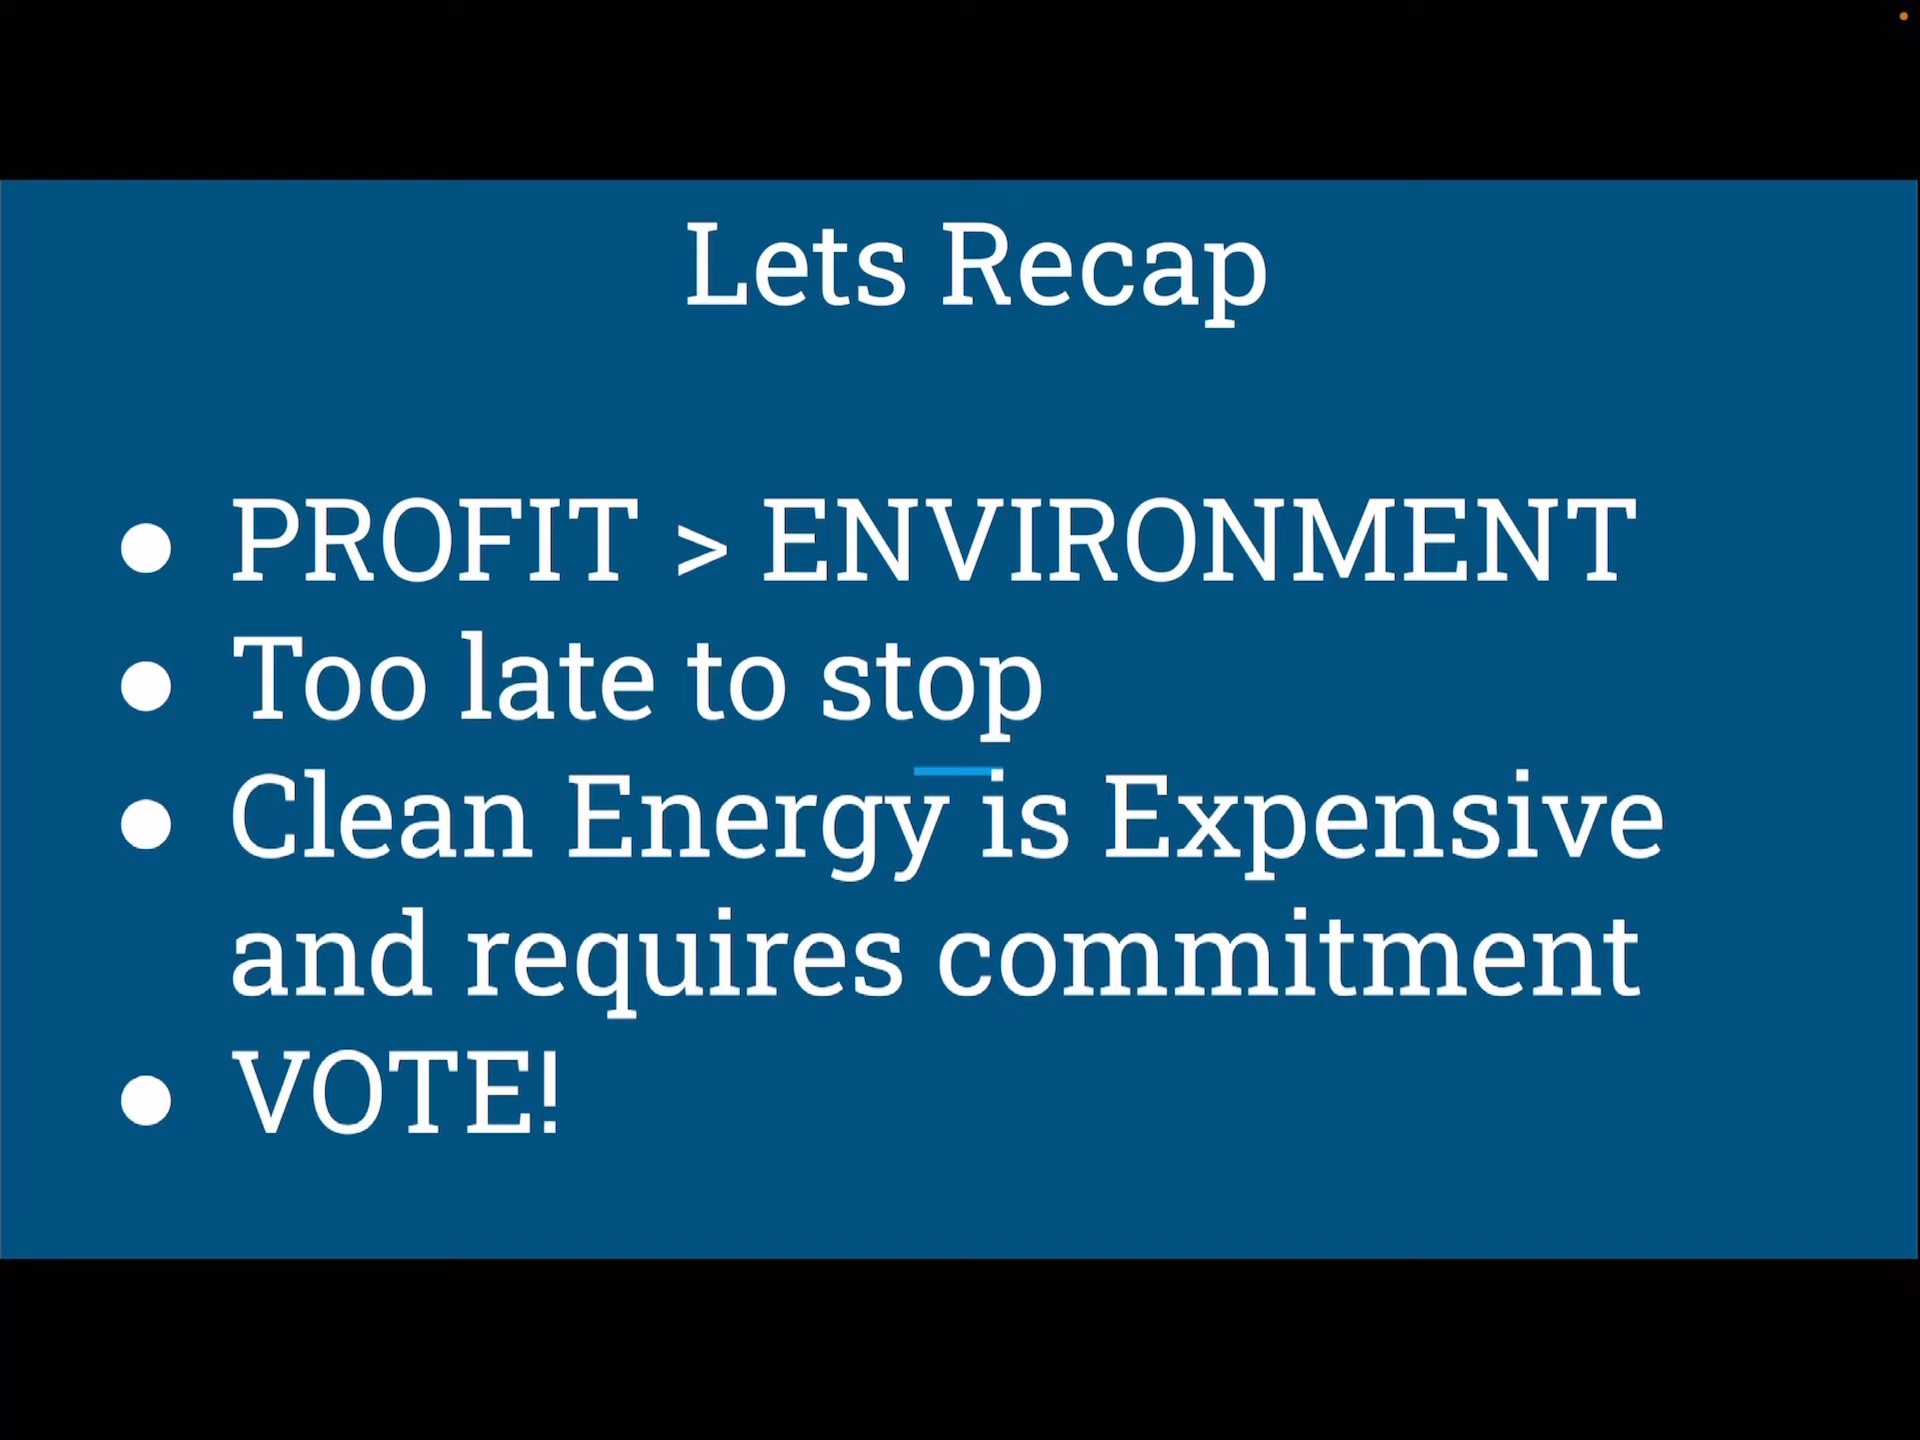 Lets Recap
● PROFIT > ENVIRONMENT
● Too late to stop
● Clean Energy is Expensive
and requires commitment
● VOTE!